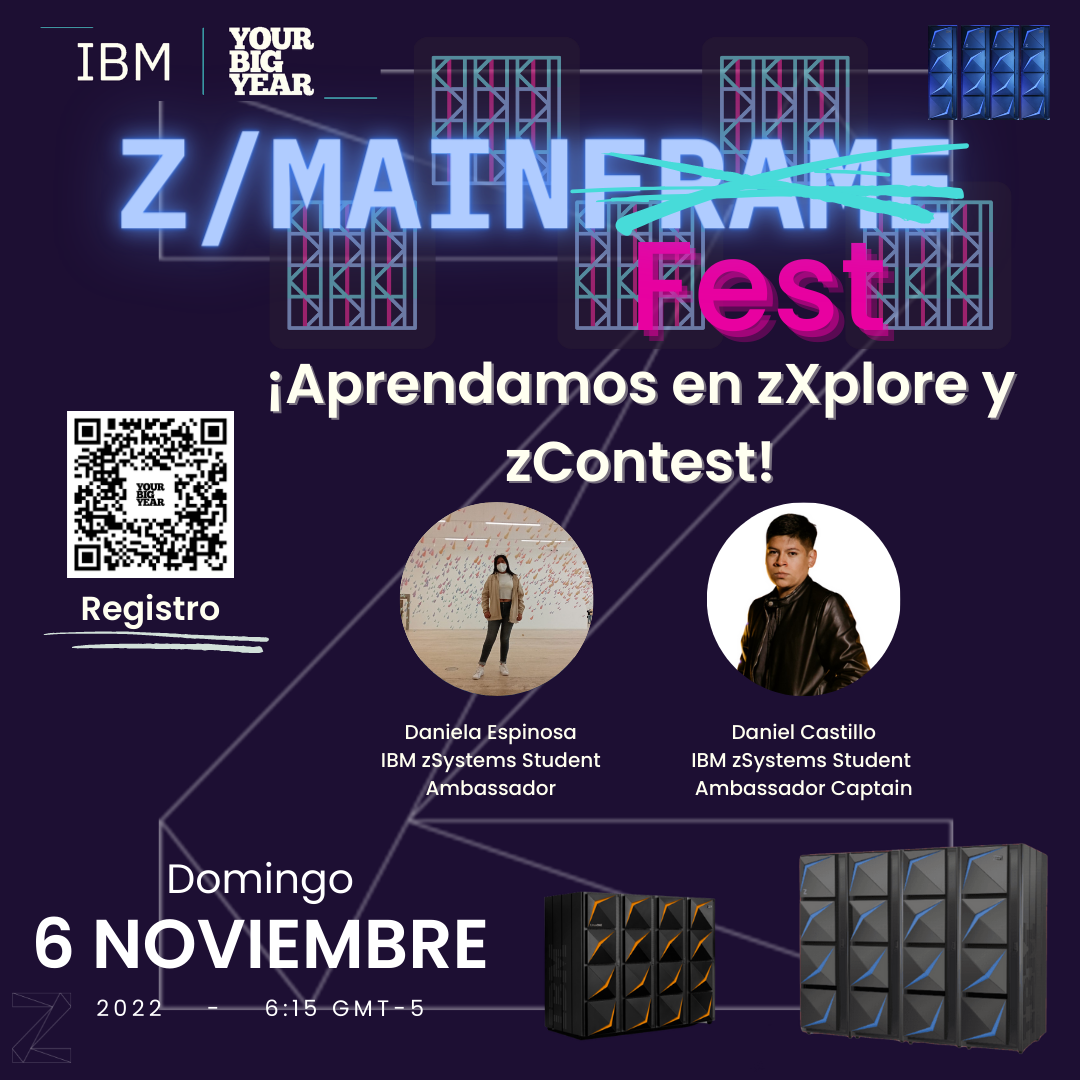 IBM
YOUR
BIG
YEAR
Z/MAINFRAME
Fest
¡Aprendamos en zXplore y
zContest!
YOUR
BIG
YEAR
Registro
Daniela Espinosa
IBM zSystems Student
Ambassador
Daniel Castillo
IBM zSystems Student
Ambassador Captain
Domingo
6 NOVIEMBRE
2022 - 6:15 GMT-5